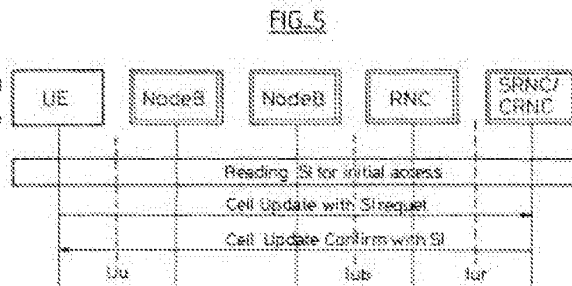 FIG.5
UE
NodeB
NodeB
RNC
SRNC/
CRNC
Reading SI for initial access
Cell Update with SI requet
Cell Update Confirm with SI
Uu
Iub
Iur